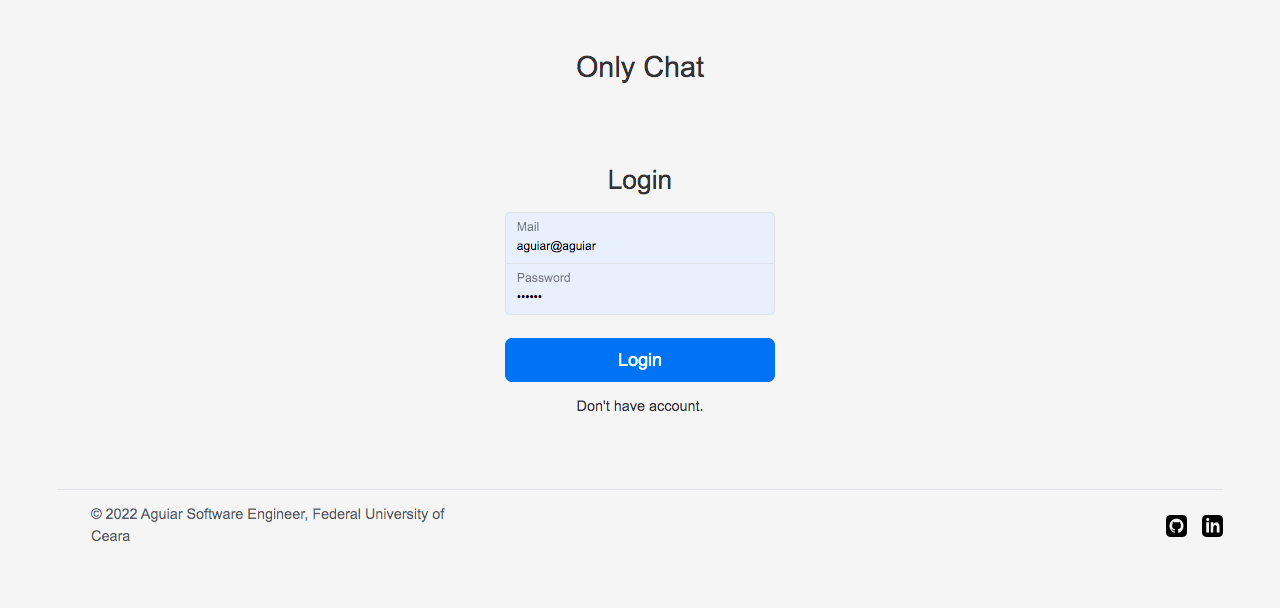 Only Chat
Login
Mail
aguiar@aguiar
Password
••••••
Login
Don't have account.
© 2022 Aguiar Software Engineer, Federal University of
Ceara
in